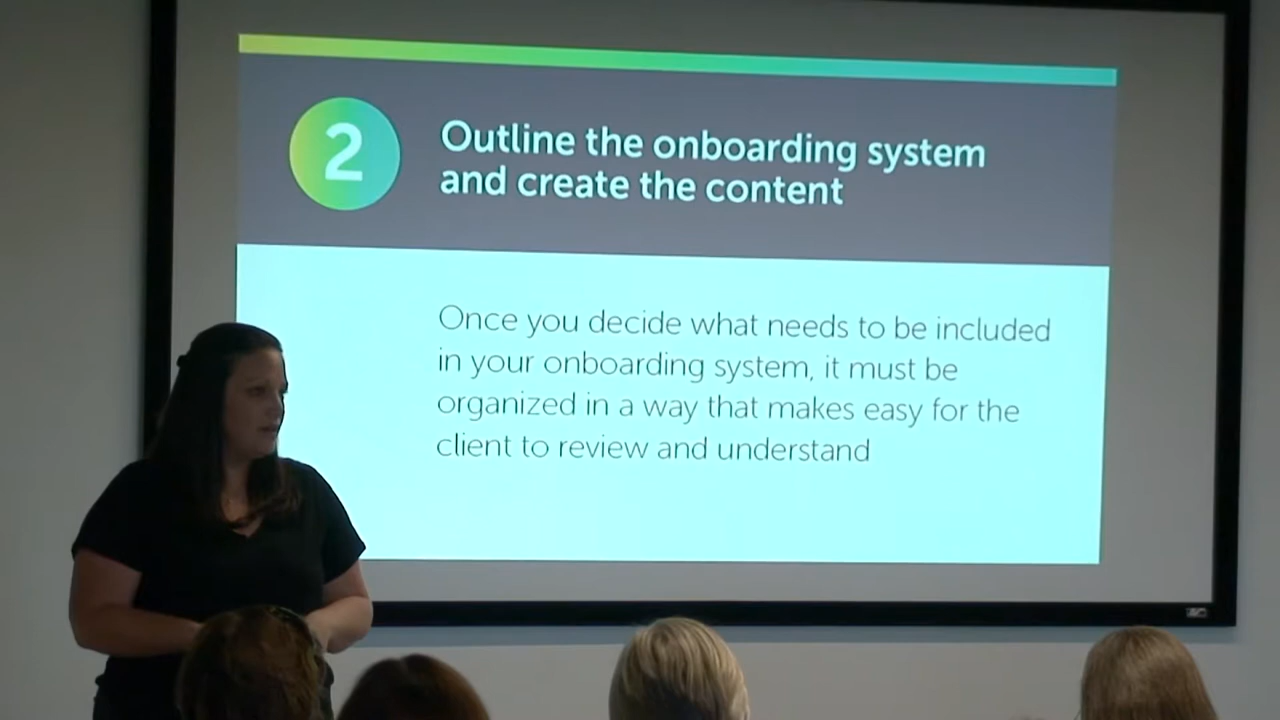 2
Outline the onboarding system
and create the content
Once you decide what needs to be included
in your onboarding system, it must be
organized in a way that makes easy for the
client to review and understand